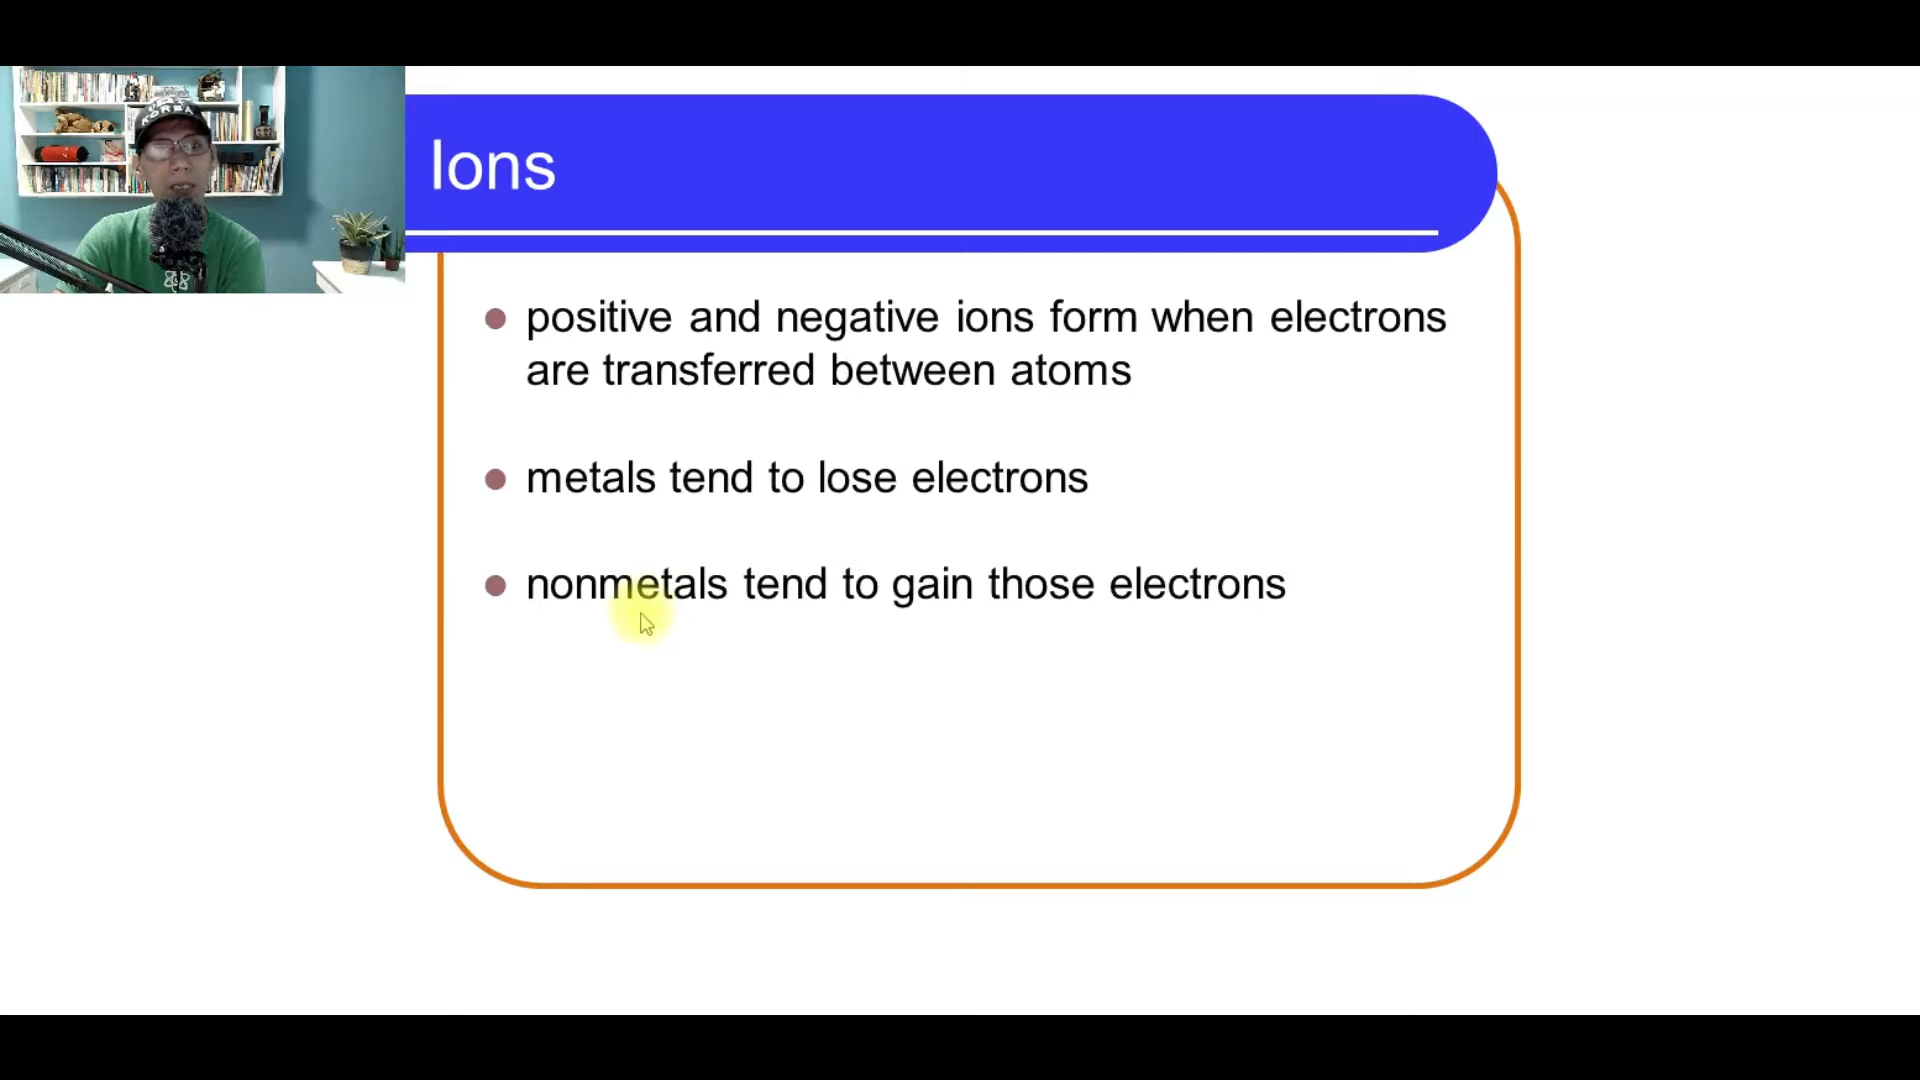 KOREA
Ions
positive and negative ions form when electrons
are transferred between atoms
metals tend to lose electrons
nonmetals tend to gain those electrons